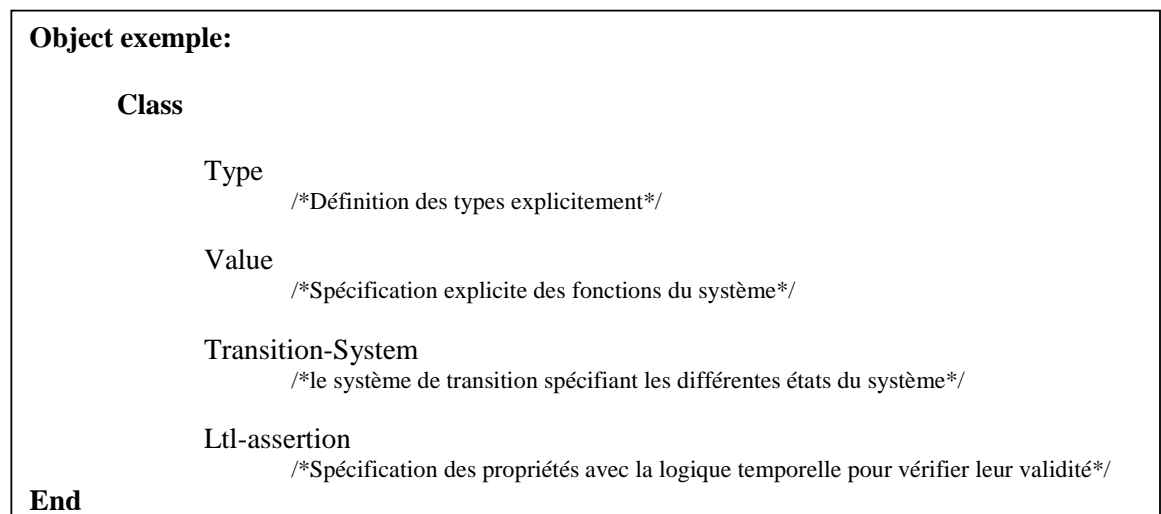 Object exemple:
Class
Type
/*Définition des types explicitement*/
Value
/*Spécification explicite des fonctions du système*/
Transition-System
/*le système de transition spécifiant les différentes états du système*/
Ltl-assertion
/*Spécification des propriétés avec la logique temporelle pour vérifier leur validité*/
End